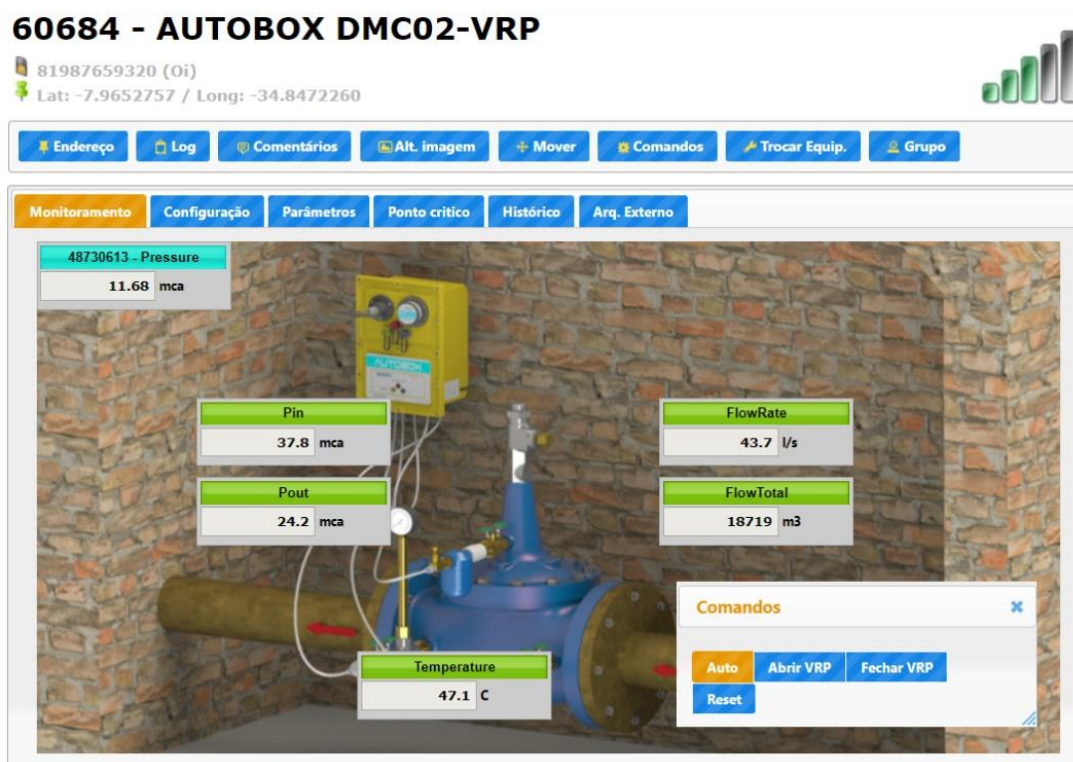 60684 - AUTOBOX DMC02-VRP
81987659320 (Oi)
Lat: -7.9652757 / Long: -34.8472260
Endereço Log Comentários Alt. imagem Mover Comandos Trocar Equip. Grupo
Monitoramento Configuração Parâmetros Ponto critico Histórico Arq. Externo
48730613 - Pressure
11.68 mca
AUTOBOX
Pin
37.8 mca
FlowRate
43.7 l/s
Pout
24.2 mca
FlowTotal
18719 m3
Comandos
Auto Abrir VRP Fechar VRP
Reset
Temperature
47.1 C